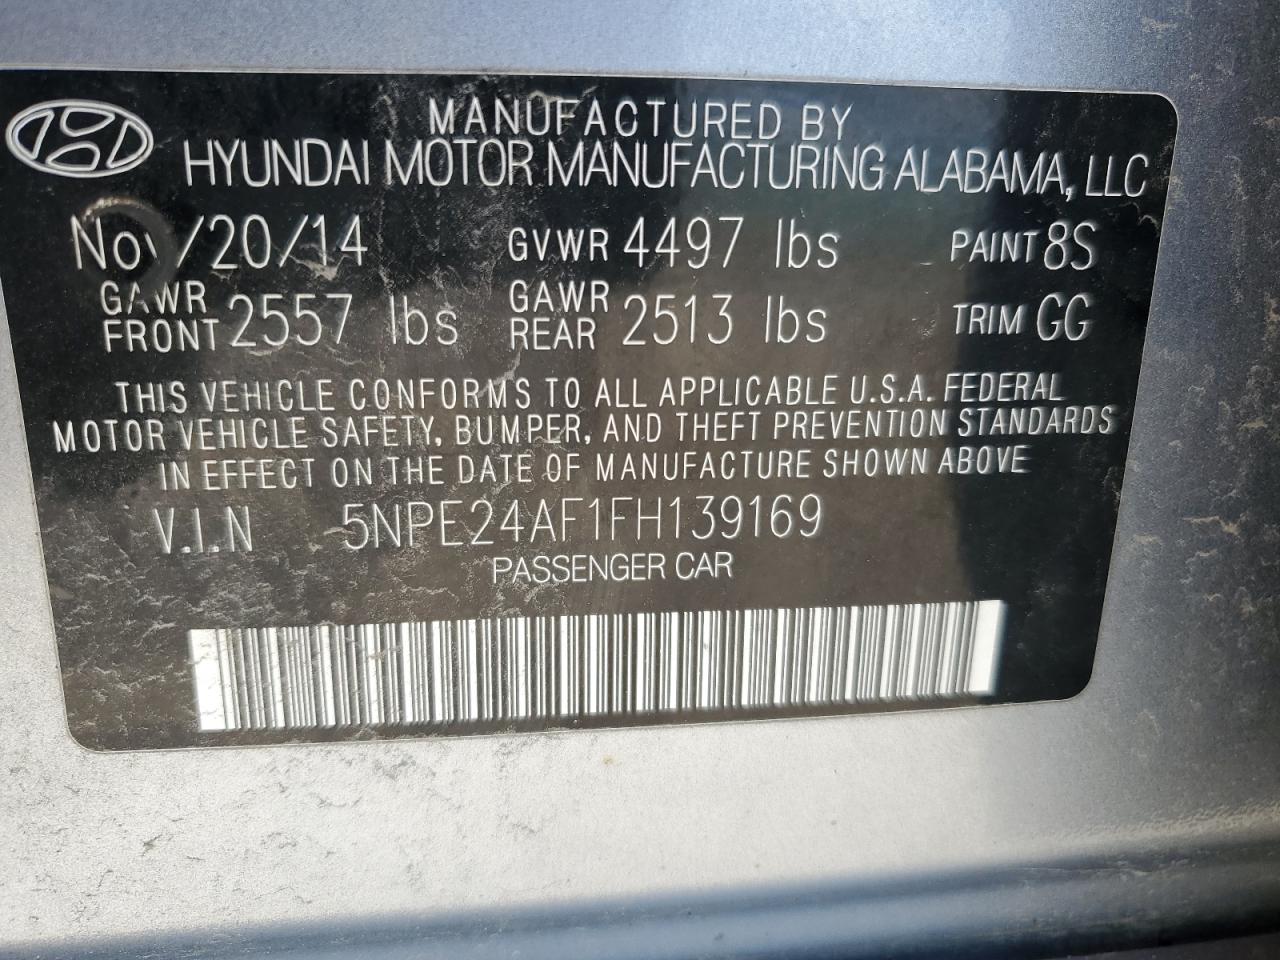 MANUFACTURED BY
HYUNDAI MOTOR MANUFACTURING ALABAMA, LLC
Nov/20/14 GVWR 4497 lbs PAINT 8S
GAWR FRONT 2557 lbs GAWR REAR 2513 lbs TRIM GG
THIS VEHICLE CONFORMS TO ALL APPLICABLE U.S.A. FEDERAL
MOTOR VEHICLE SAFETY, BUMPER, AND THEFT PREVENTION STANDARDS
IN EFFECT ON THE DATE OF MANUFACTURE SHOWN ABOVE
V.I.N 5NPE24AF1FH139169
PASSENGER CAR